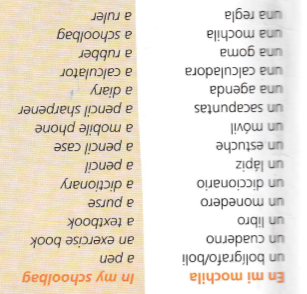 En mi mochila In my schoolbag
un bolígrafo/boli a pen
un cuaderno an exercise book
un libro a textbook
un monedero a purse
un diccionario a dictionary
un lápiz a pencil
un estuche a pencil case
un móvil a mobile phone
un sacapuntas a pencil sharpener
una agenda a diary
una calculadora a calculator
una goma a rubber
una mochila a schoolbag
una regla a ruler